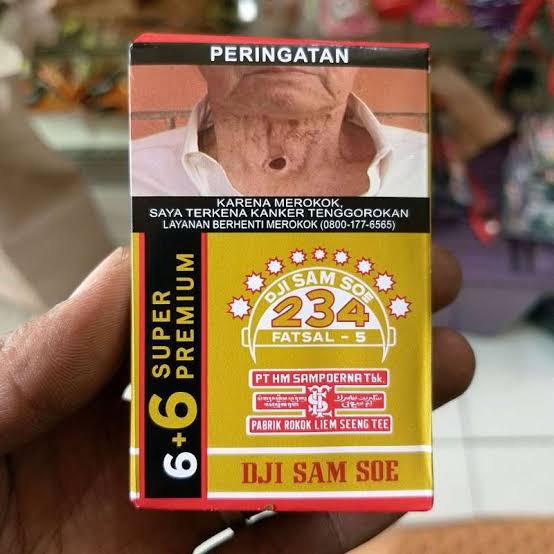 PERINGATAN
KARENA MEROKOK,
SAYA TERKENA KANKER TENGGOROKAN
LAYANAN BERHENTI MEROKOK (0800-177-6565)
6+6 SUPER
PREMIUM
DJI SAM SOE
234
FATSAL - 5
PT HM SAMPOERNA Tbk.
PABRIK ROKOK LIEM SEENG TEE
DJI SAM SOE